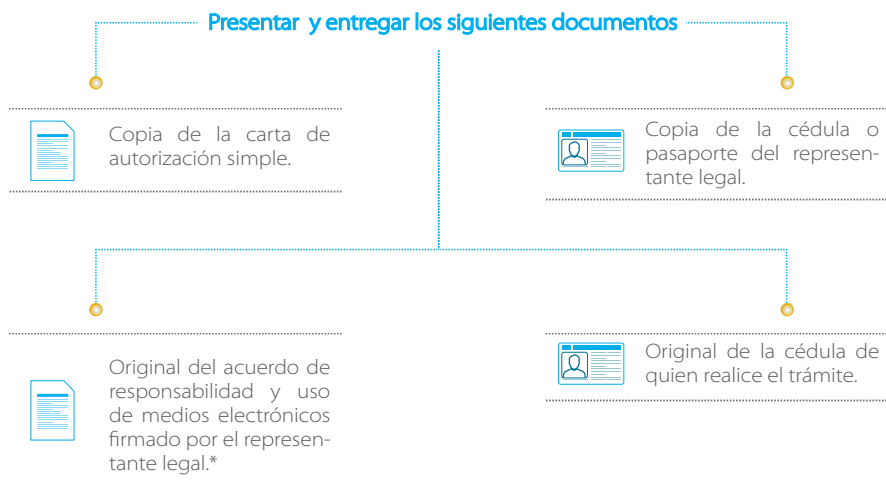 Presentar y entregar los siguientes documentos
Copia de la carta de
autorización simple.
Copia de la cédula o
pasaporte del represen-
tante legal.
Original del acuerdo de
responsabilidad y uso
de medios electrónicos
firmado por el represen-
tante legal.*
Original de la cédula de
quien realice el trámite.